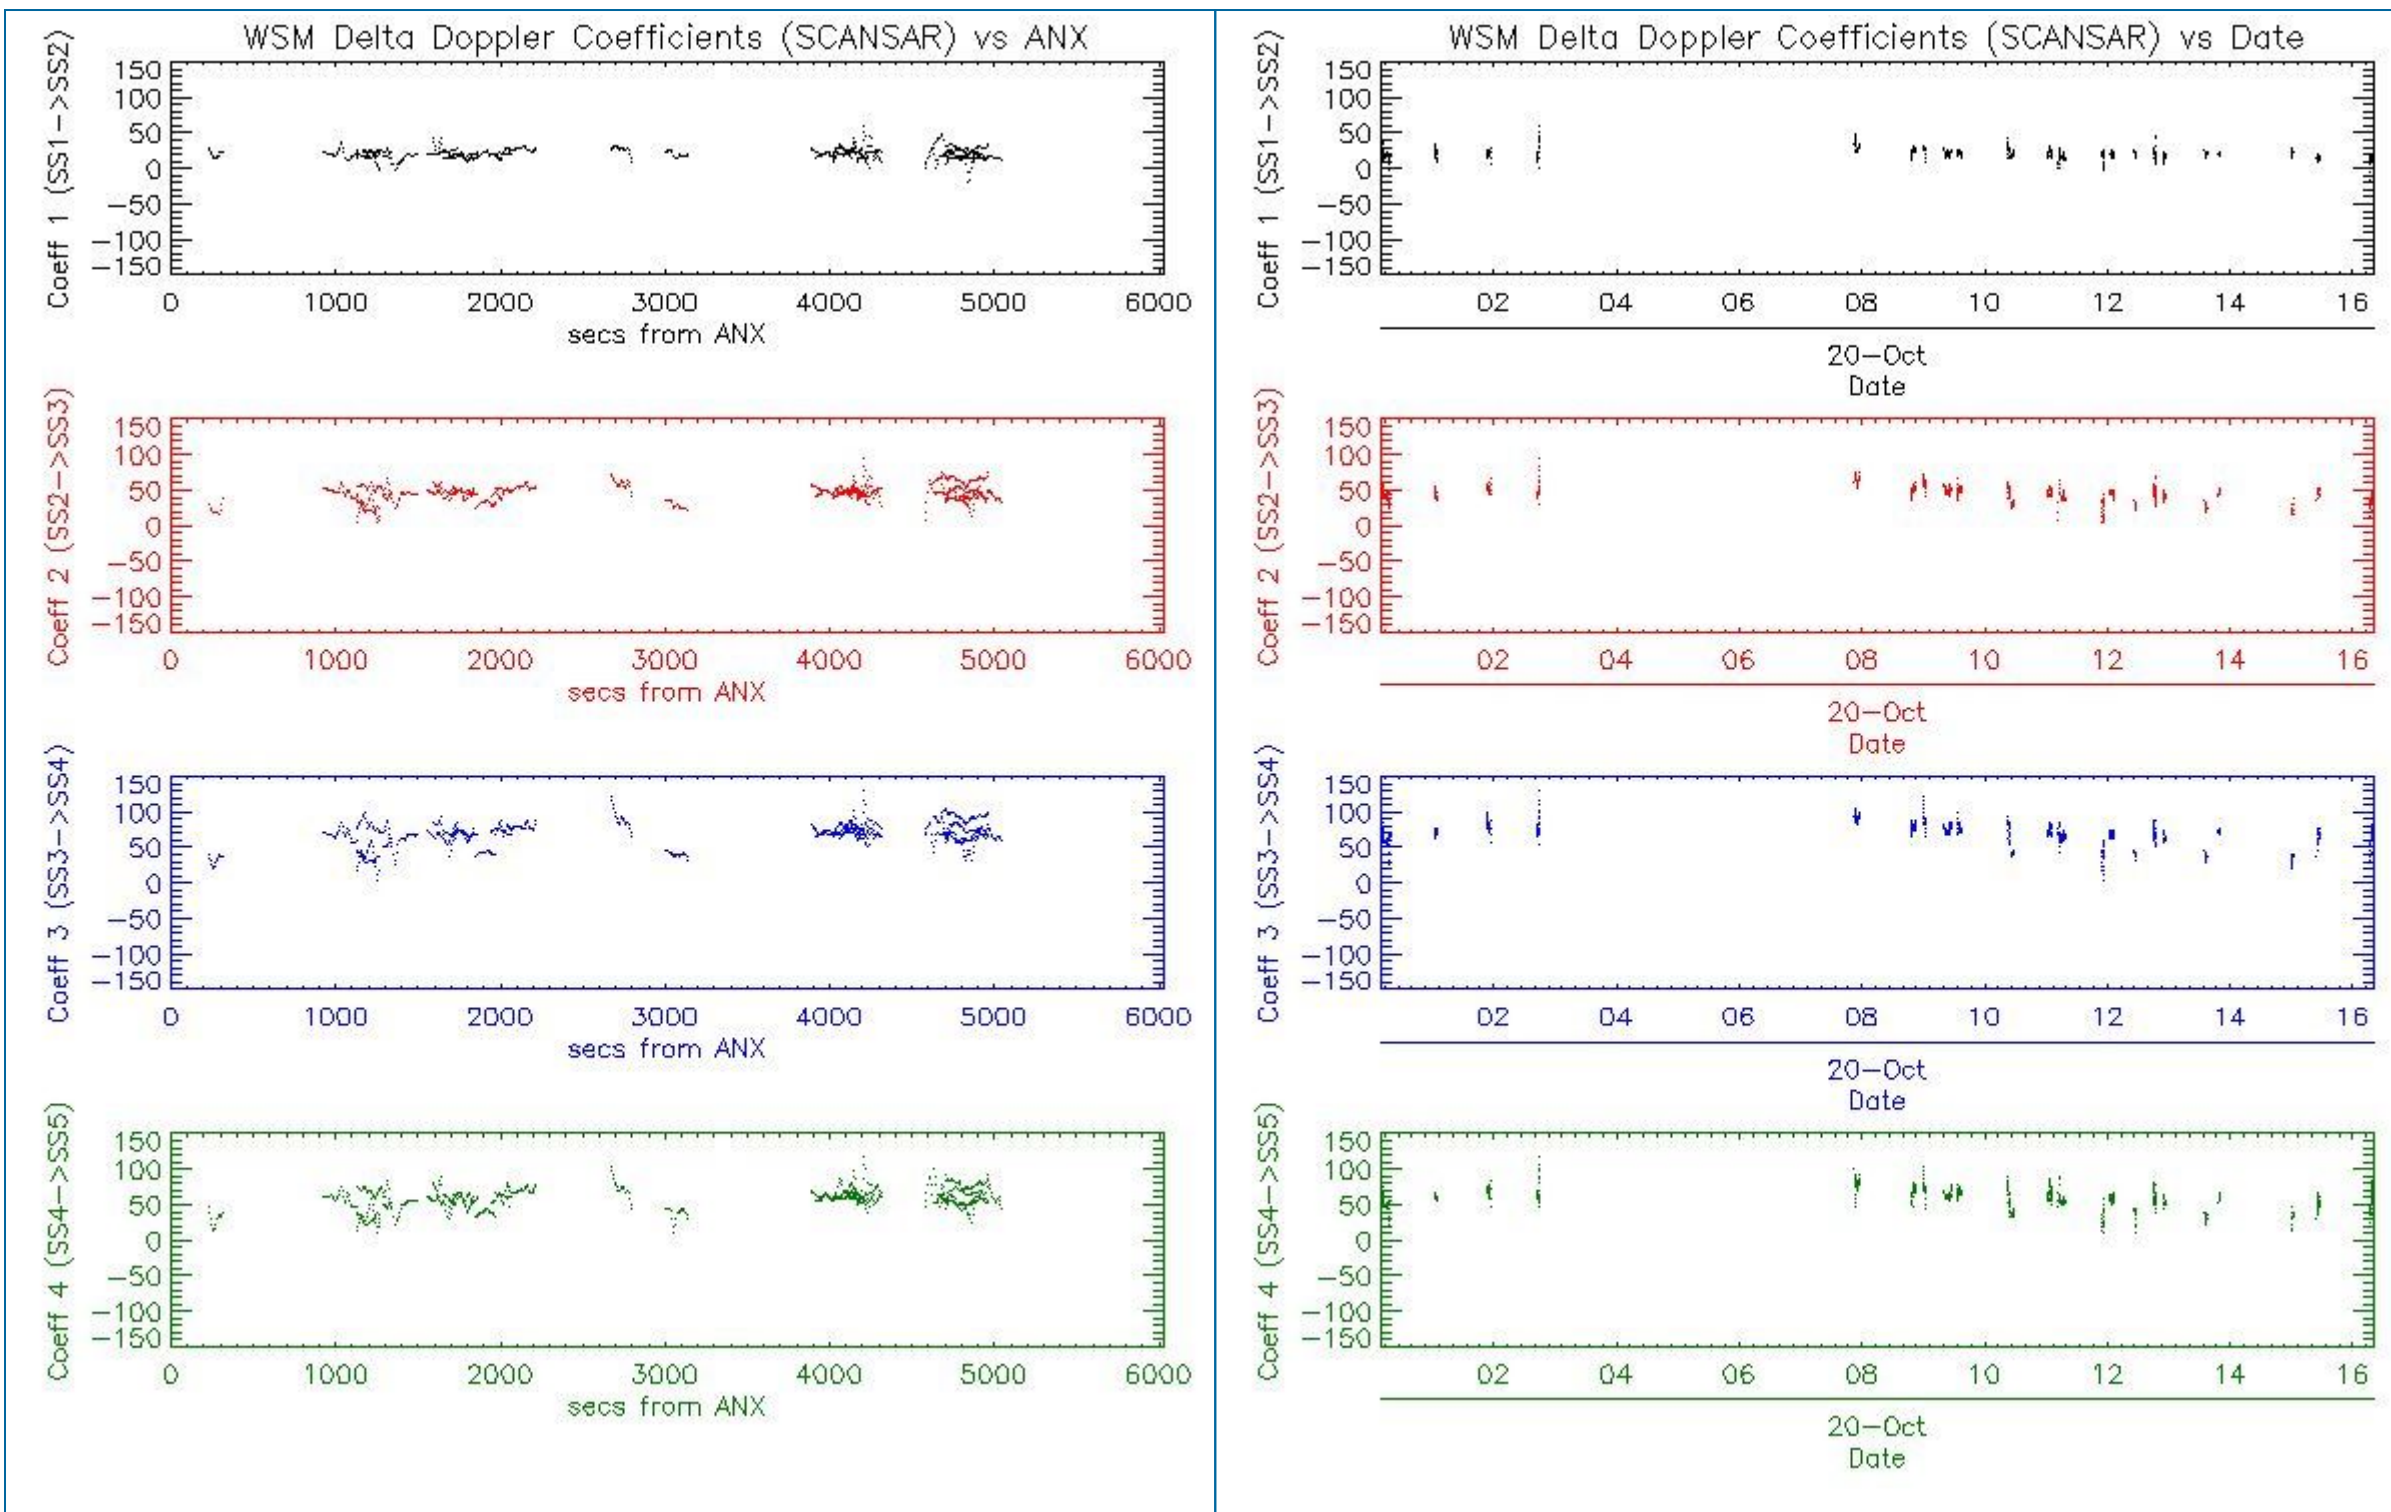 WSM Delta Doppler Coefficients (SCANSAR) vs ANX
Coeff 1 (SS1->SS2)
150
100
50
0
-50
-100
-150
0 1000 2000 3000 4000 5000 6000
secs from ANX
Coeff 2 (SS2->SS3)
150
100
50
0
-50
-100
-150
0 1000 2000 3000 4000 5000 6000
secs from ANX
Coeff 3 (SS3->SS4)
150
100
50
0
-50
-100
-150
0 1000 2000 3000 4000 5000 6000
secs from ANX
Coeff 4 (SS4->SS5)
150
100
50
0
-50
-100
-150
0 1000 2000 3000 4000 5000 6000
secs from ANX
WSM Delta Doppler Coefficients (SCANSAR) vs Date
Coeff 1 (SS1->SS2)
150
100
50
0
-50
-100
-150
02 04 06 08 10 12 14 16
20-Oct
Date
Coeff 2 (SS2->SS3)
150
100
50
0
-50
-100
-150
02 04 06 08 10 12 14 16
20-Oct
Date
Coeff 3 (SS3->SS4)
150
100
50
0
-50
-100
-150
02 04 06 08 10 12 14 16
20-Oct
Date
Coeff 4 (SS4->SS5)
150
100
50
0
-50
-100
-150
02 04 06 08 10 12 14 16
20-Oct
Date